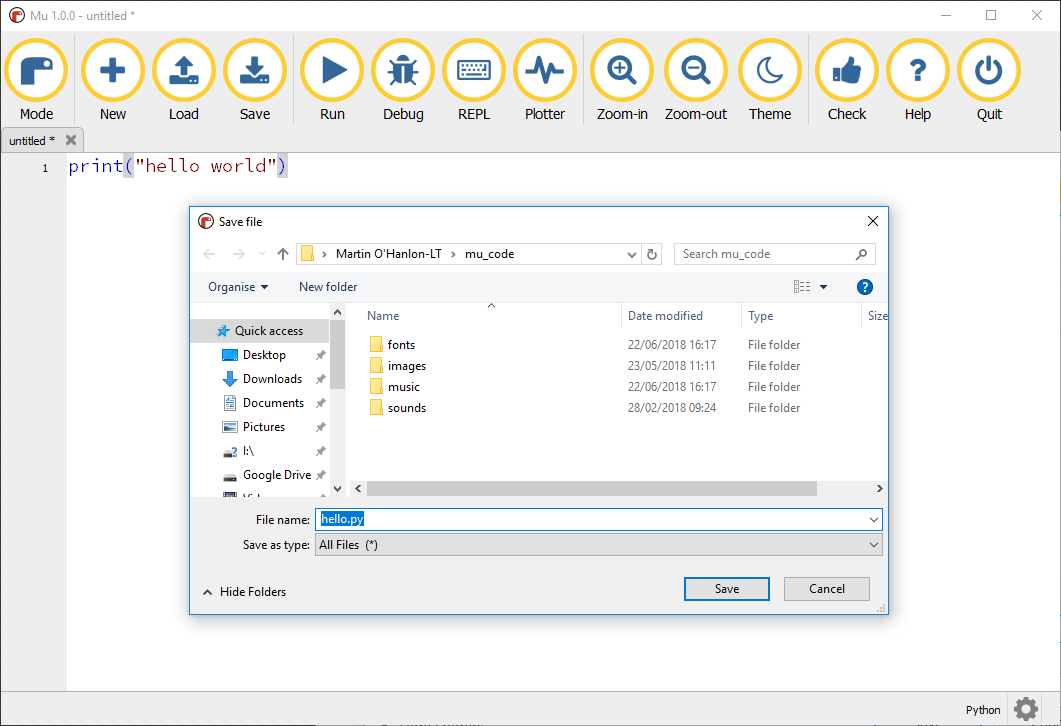 Mu 1.0.0 - untitled *
Mode New Load Save Run Debug REPL Plotter Zoom-in Zoom-out Theme Check Help Quit
untitled *
1 print("hello world")
Save file
Martin O'Hanlon-LT > mu_code
Search mu_code
Organise New folder
Name Date modified Type Size
Quick access
Desktop
Downloads
Documents
Pictures
I:\
Google Drive
fonts 22/06/2018 16:17 File folder
images 23/05/2018 11:11 File folder
music 22/06/2018 16:17 File folder
sounds 28/02/2018 09:24 File folder
File name: hello.py
Save as type: All Files (*)
Hide Folders Save Cancel
Python